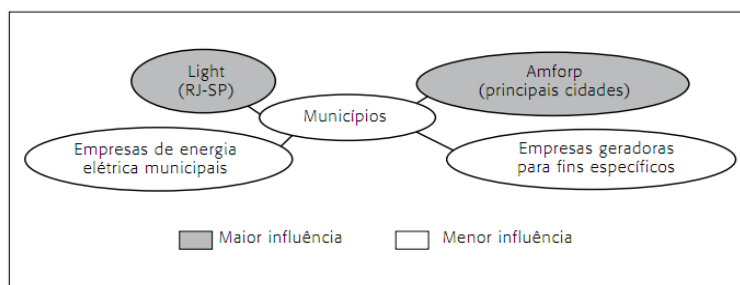 Light
(RJ-SP)
Amforp
(principais cidades)
Municípios
Empresas de energia
elétrica municipais
Empresas geradoras
para fins específicos
Maior influência
Menor influência